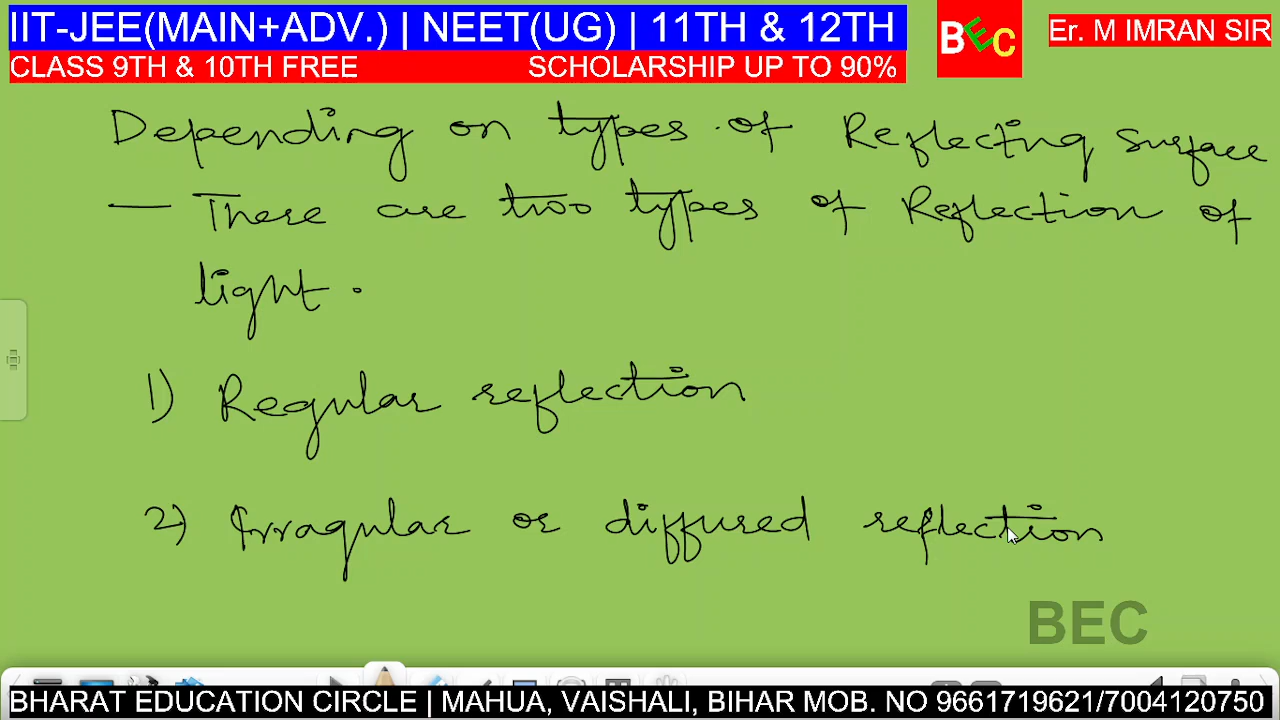 IIT-JEE(MAIN+ADV.) | NEET(UG) | 11TH & 12TH
CLASS 9TH & 10TH FREE SCHOLARSHIP UP TO 90%
BEC
Er. M IMRAN SIR
Depending on types of Reflecting Surface
— There are two types of Reflection of
light.
1) Regular reflection
2) Irragular or diffused reflection
BEC
BHARAT EDUCATION CIRCLE | MAHUA, VAISHALI, BIHAR MOB. NO 9661719621/7004120750